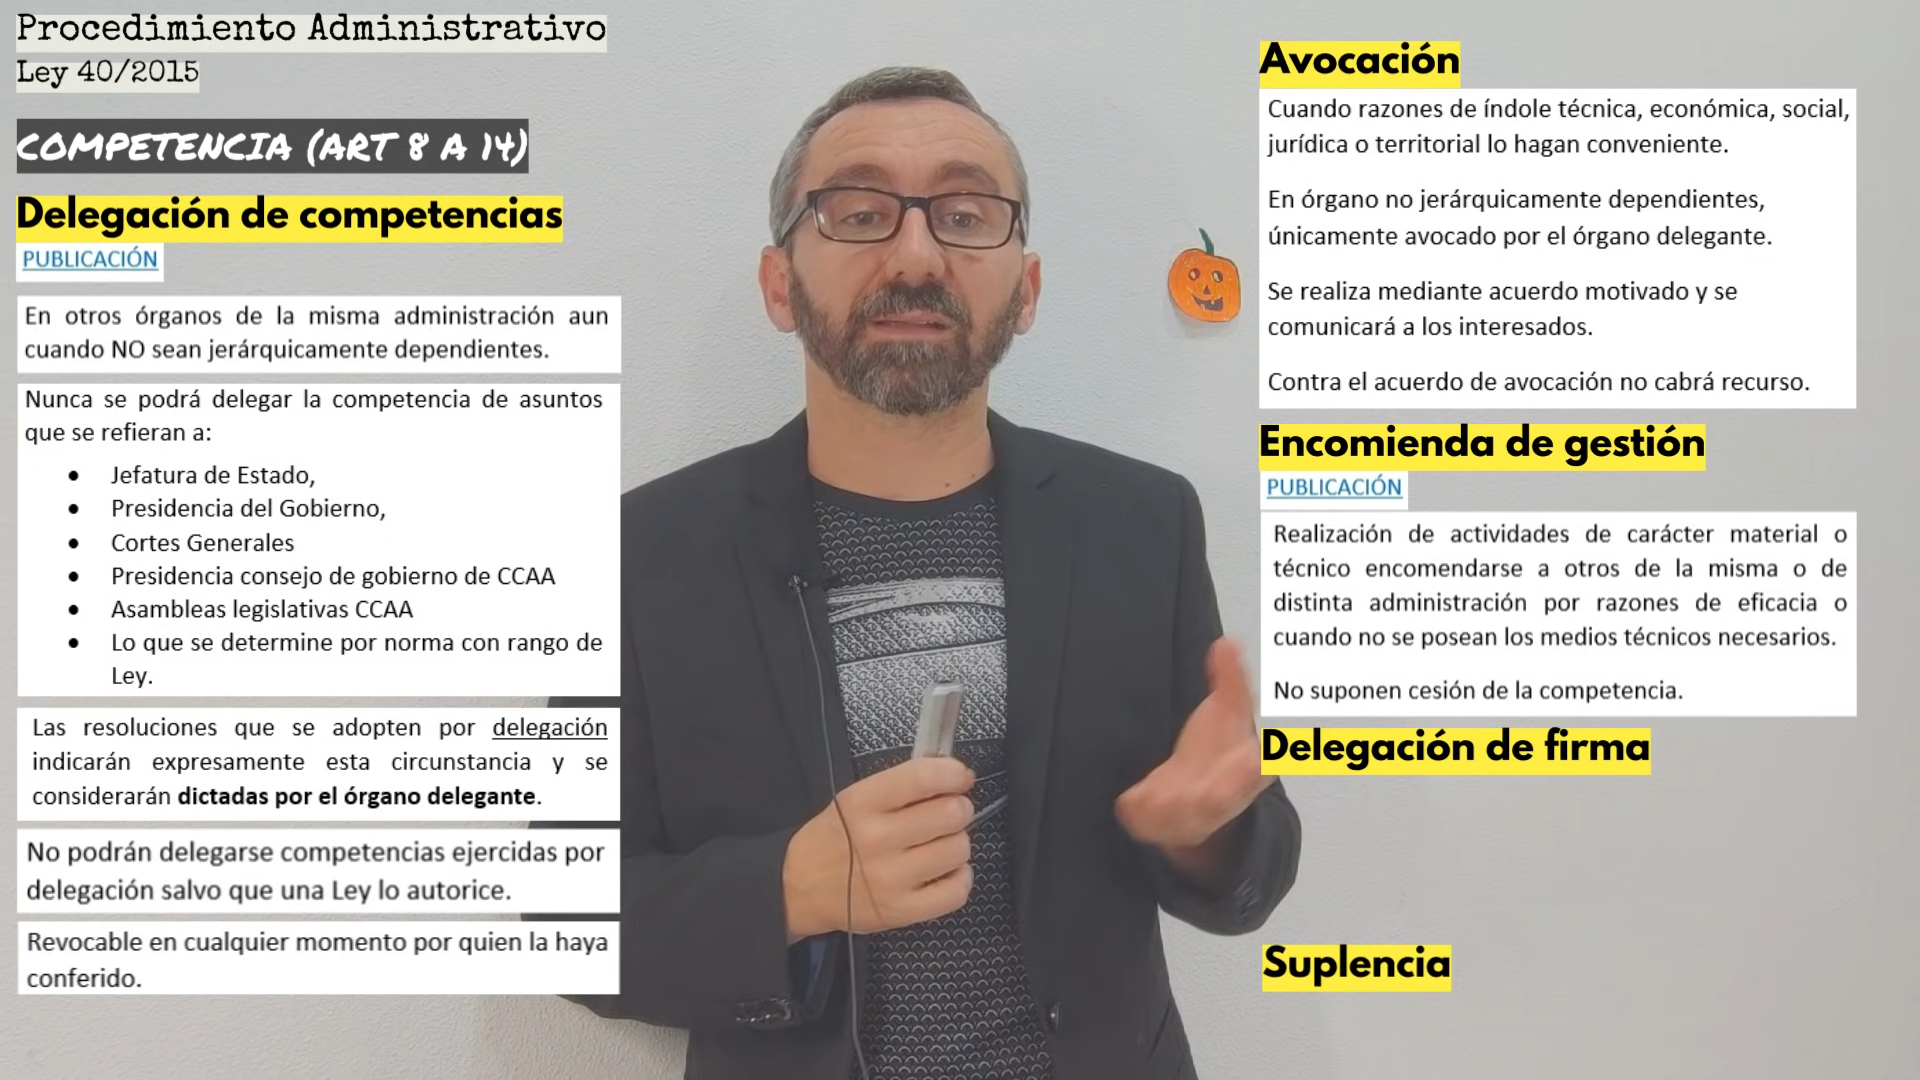 Procedimiento Administrativo
Ley 40/2015
COMPETENCIA (ART 8 A 14)
Delegación de competencias
PUBLICACIÓN
En otros órganos de la misma administración aun
cuando NO sean jerárquicamente dependientes.
Nunca se podrá delegar la competencia de asuntos
que se refieran a:
• Jefatura de Estado,
• Presidencia del Gobierno,
• Cortes Generales
• Presidencia consejo de gobierno de CCAA
• Asambleas legislativas CCAA
• Lo que se determine por norma con rango de
Ley.
Las resoluciones que se adopten por delegación
indicarán expresamente esta circunstancia y se
considerarán dictadas por el órgano delegante.
No podrán delegarse competencias ejercidas por
delegación salvo que una Ley lo autorice.
Revocable en cualquier momento por quien la haya
conferido.
Avocación
Cuando razones de índole técnica, económica, social,
jurídica o territorial lo hagan conveniente.
En órgano no jerárquicamente dependientes,
únicamente avocado por el órgano delegante.
Se realiza mediante acuerdo motivado y se
comunicará a los interesados.
Contra el acuerdo de avocación no cabrá recurso.
Encomienda de gestión
PUBLICACIÓN
Realización de actividades de carácter material o
técnico encomendarse a otros de la misma o de
distinta administración por razones de eficacia o
cuando no se posean los medios técnicos necesarios.
No suponen cesión de la competencia.
Delegación de firma
Suplencia